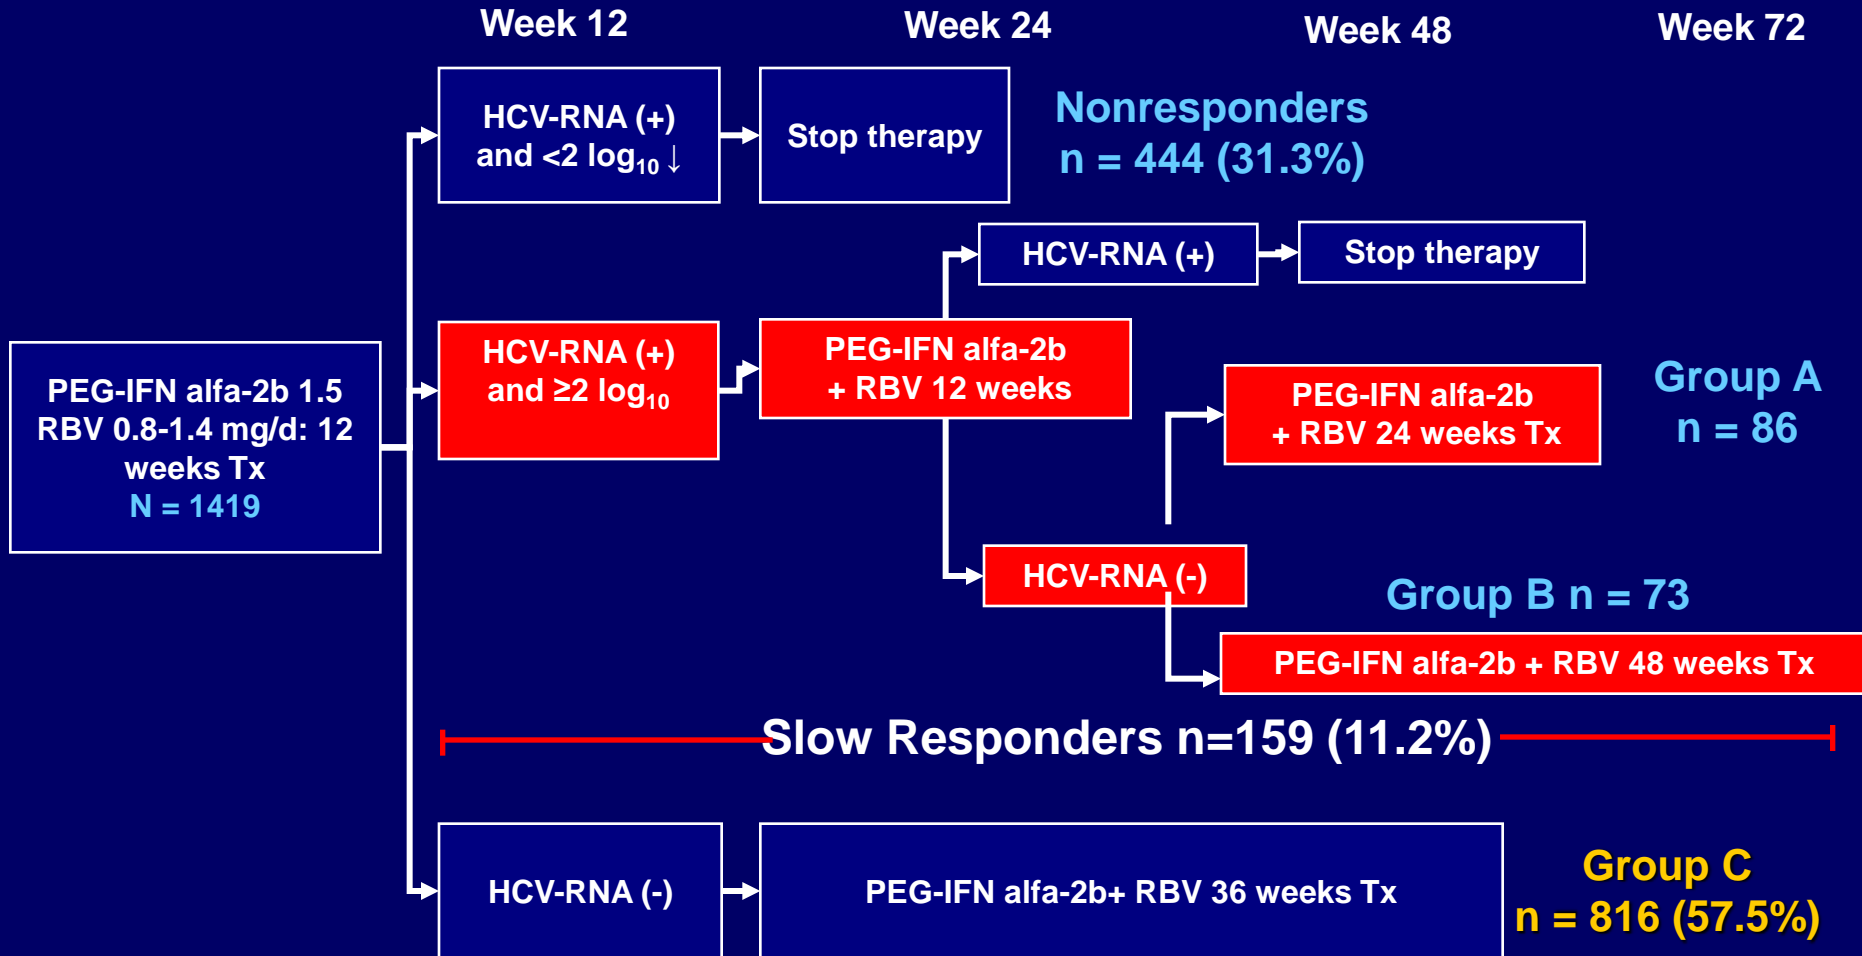 Week 12
Week 24
Week 48
Week 72
HCV-RNA (+)
and <2 log₁₀ ↓
Stop therapy
Nonresponders
n = 444 (31.3%)
HCV-RNA (+)
Stop therapy
PEG-IFN alfa-2b 1.5
RBV 0.8-1.4 mg/d: 12
weeks Tx
N = 1419
HCV-RNA (+)
and ≥2 log₁₀
PEG-IFN alfa-2b
+ RBV 12 weeks
PEG-IFN alfa-2b
+ RBV 24 weeks Tx
Group A
n = 86
HCV-RNA (-)
Group B n = 73
PEG-IFN alfa-2b + RBV 48 weeks Tx
Slow Responders n=159 (11.2%)
HCV-RNA (-)
PEG-IFN alfa-2b+ RBV 36 weeks Tx
Group C
n = 816 (57.5%)